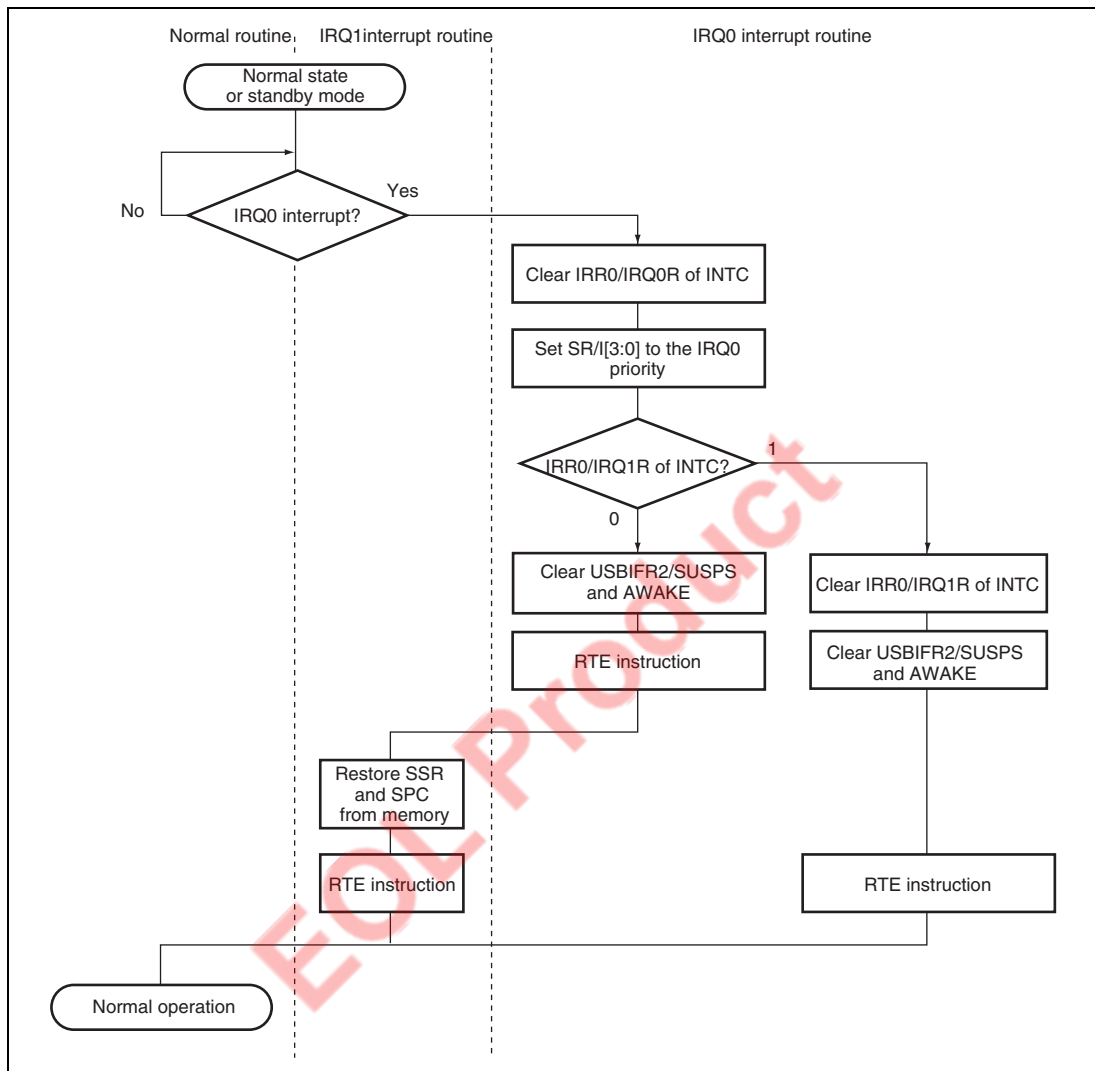 Normal routine
IRQ1interrupt routine
IRQ0 interrupt routine
Normal state
or standby mode
No
IRQ0 interrupt?
Yes
Clear IRR0/IRQ0R of INTC
Set SR/I[3:0] to the IRQ0
priority
IRR0/IRQ1R of INTC?
1
0
Clear USBIFR2/SUSPS
and AWAKE
Clear IRR0/IRQ1R of INTC
RTE instruction
Clear USBIFR2/SUSPS
and AWAKE
Restore SSR
and SPC
from memory
RTE instruction
RTE instruction
Normal operation
EOL Product